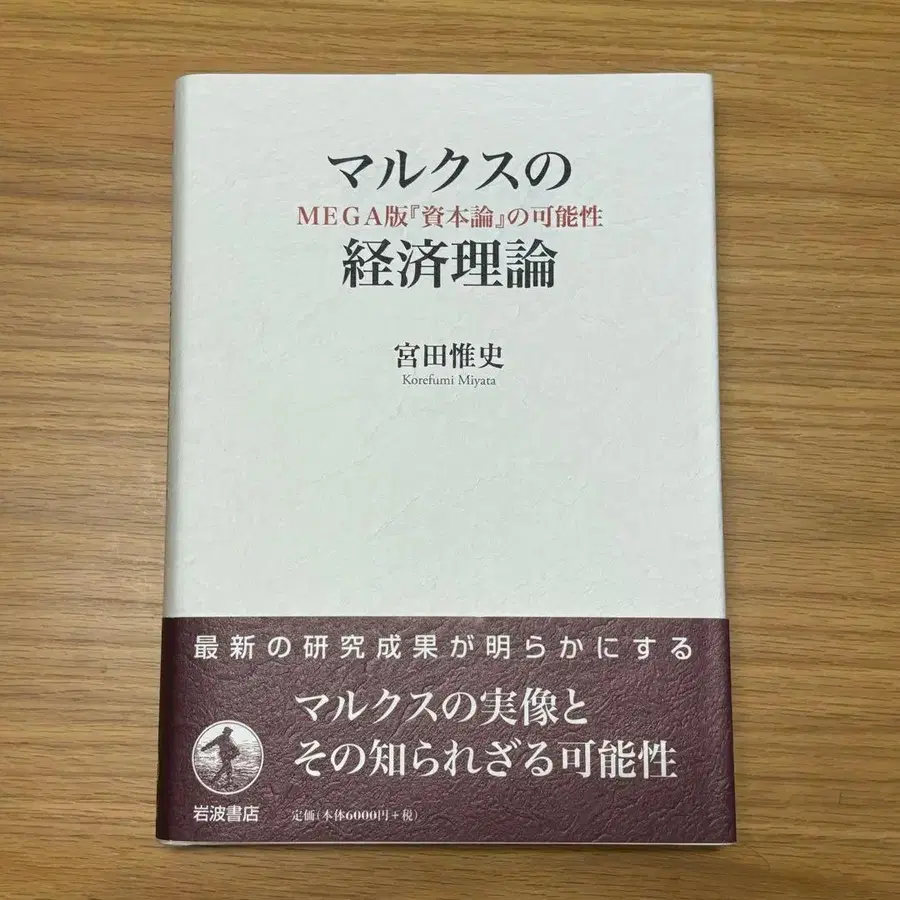 マルクスの
MEGA版『資本論』の可能性
経済理論
宮田惟史
Korefumi Miyata
最新の研究成果が明らかにする
マルクスの実像と
その知られざる可能性
岩波書店
定価(本体6000円+税)